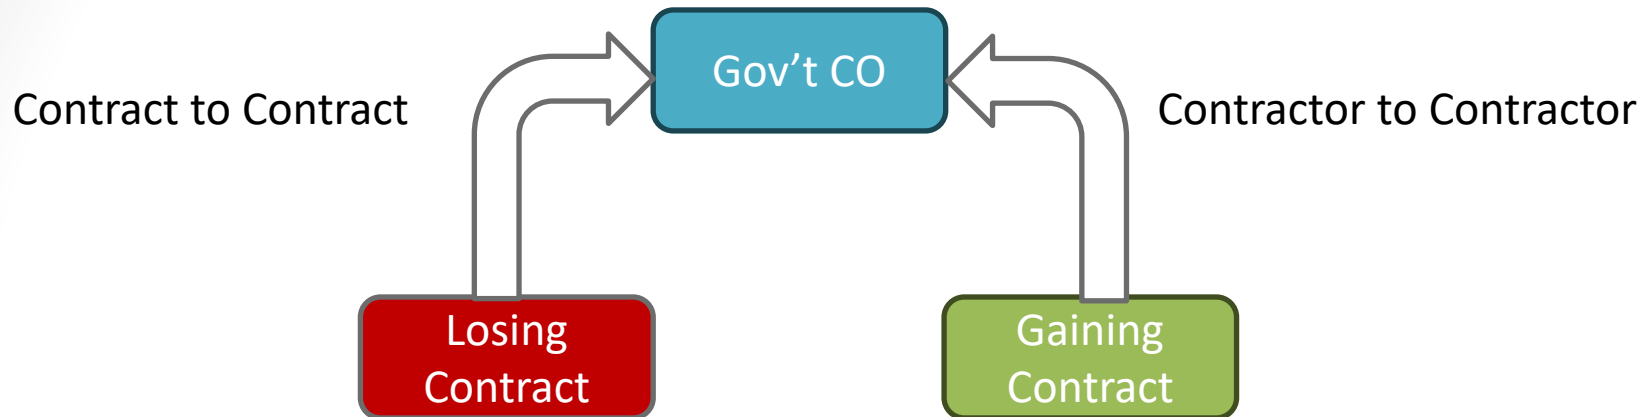 Gov’t CO
Contract to Contract
Contractor to Contractor
Losing
Contract
Gaining
Contract